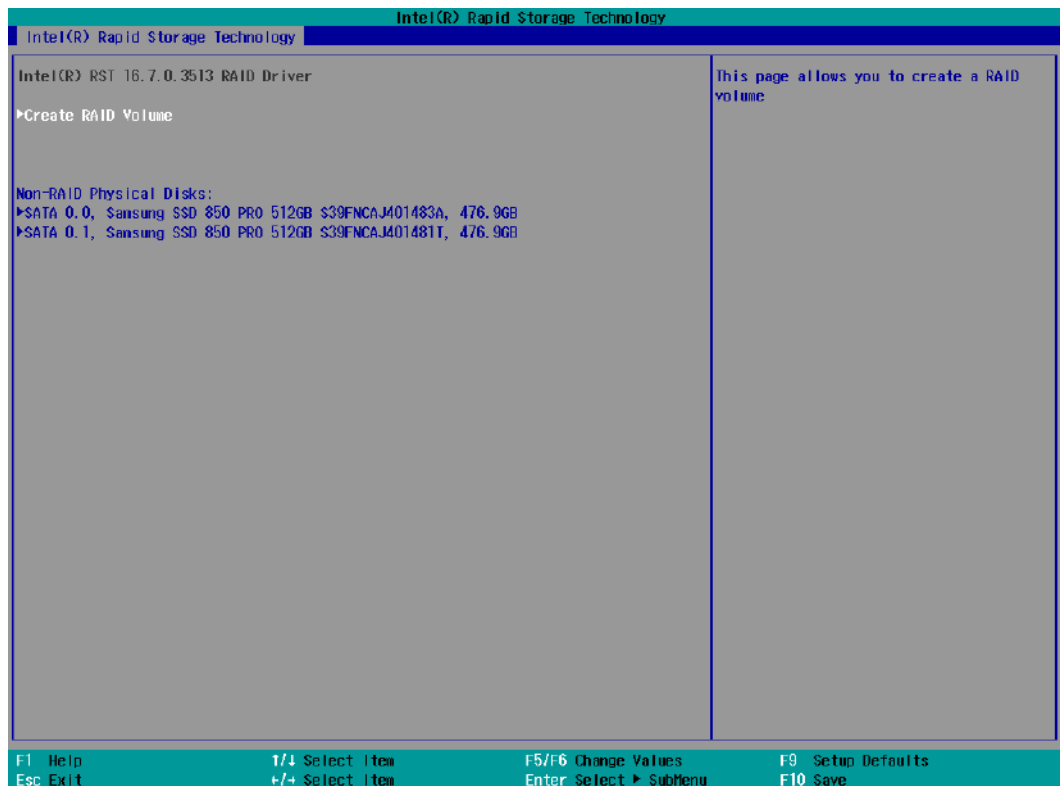 Intel(R) Rapid Storage Technology
Intel(R) Rapid Storage Technology
Intel(R) RST 16.7.0.3513 RAID Driver
▶Create RAID Volume
Non-RAID Physical Disks:
▶SATA 0.0, Samsung SSD 850 PRO 512GB S39FNCAJ401483A, 476.9GB
▶SATA 0.1, Samsung SSD 850 PRO 512GB S39FNCAJ401481T, 476.9GB
This page allows you to create a RAID
volume
F1 Help ↑/↓ Select Item F5/F6 Change Values F9 Setup Defaults
Esc Exit ←/→ Select Item Enter Select ▶ SubMenu F10 Save